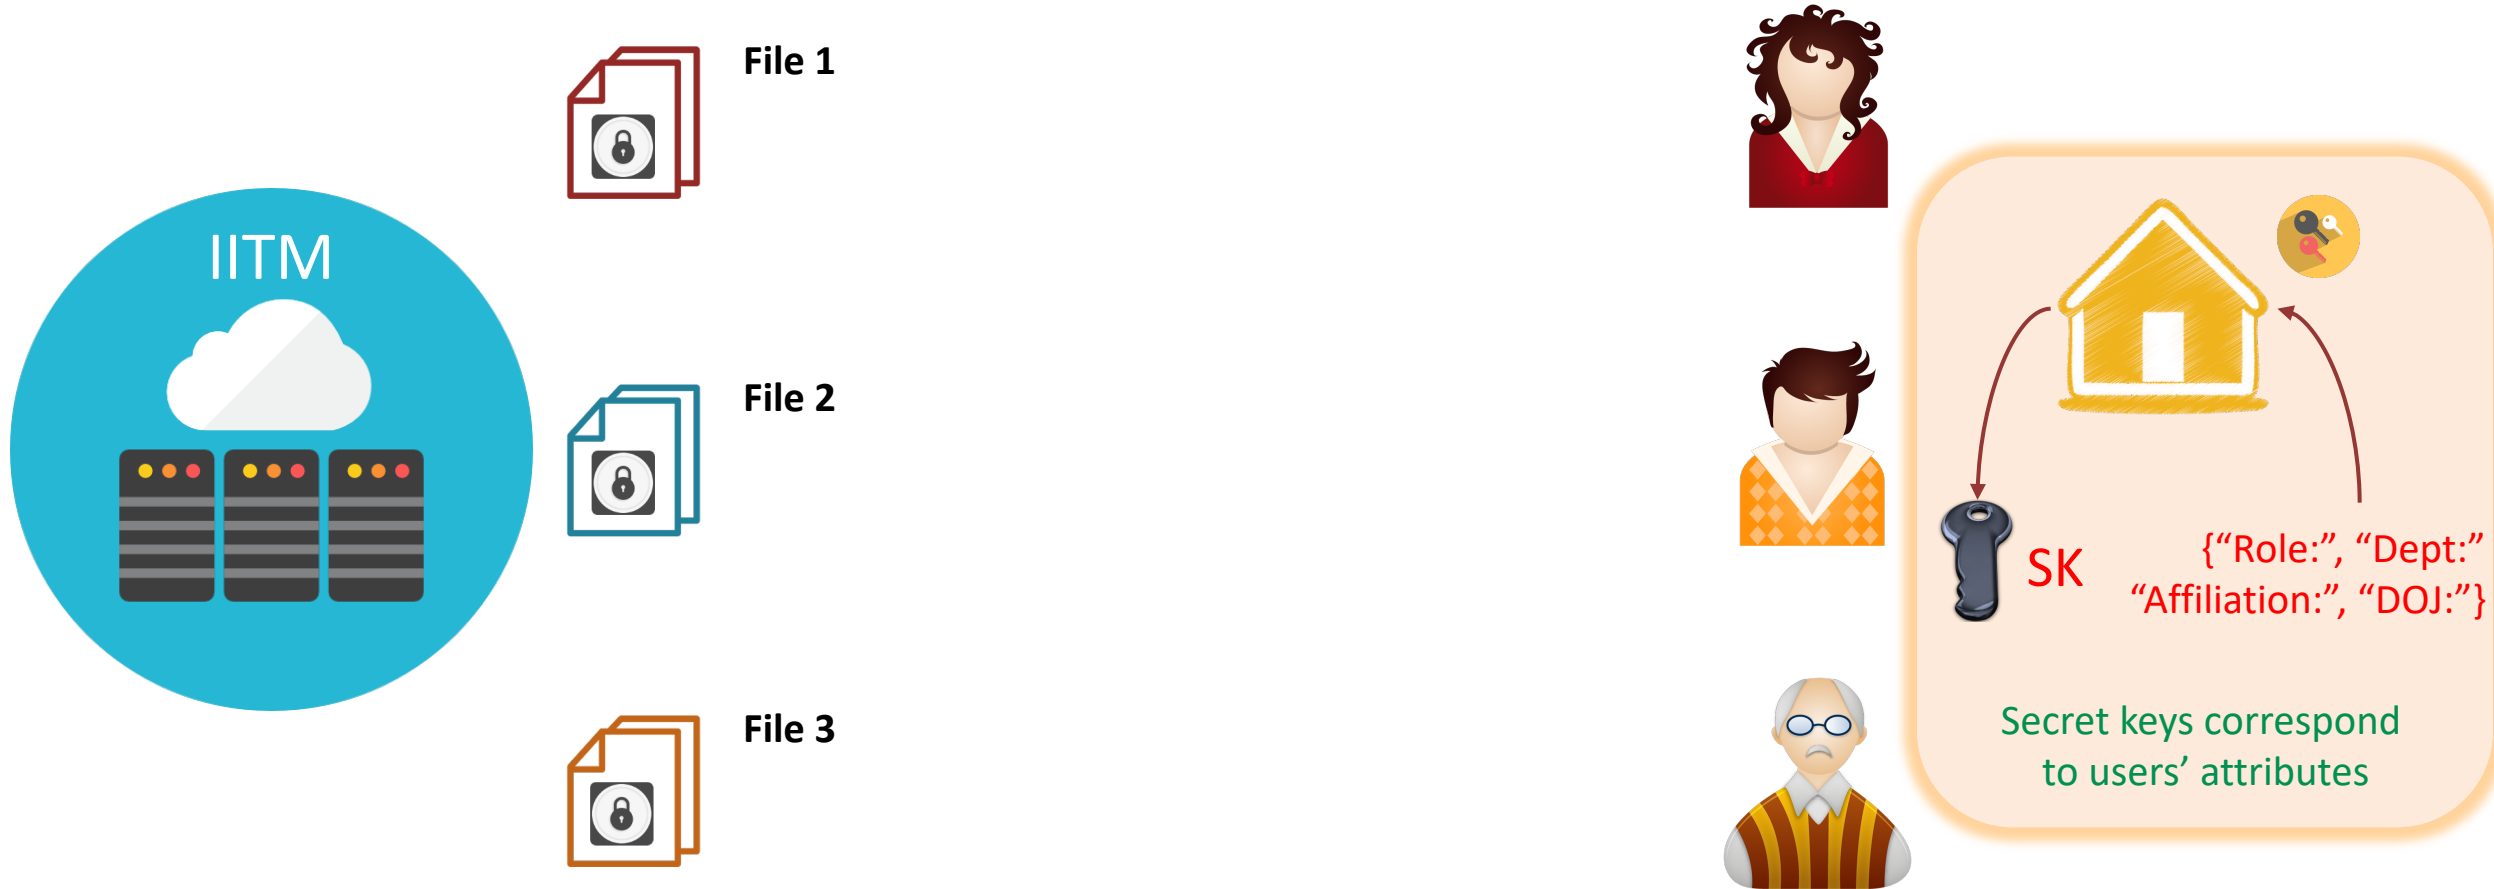 File 1
IITM
File 2
File 3
SK
{“Role:”, “Dept:”
“Affiliation:”, “DOJ:”}
Secret keys correspond
to users’ attributes